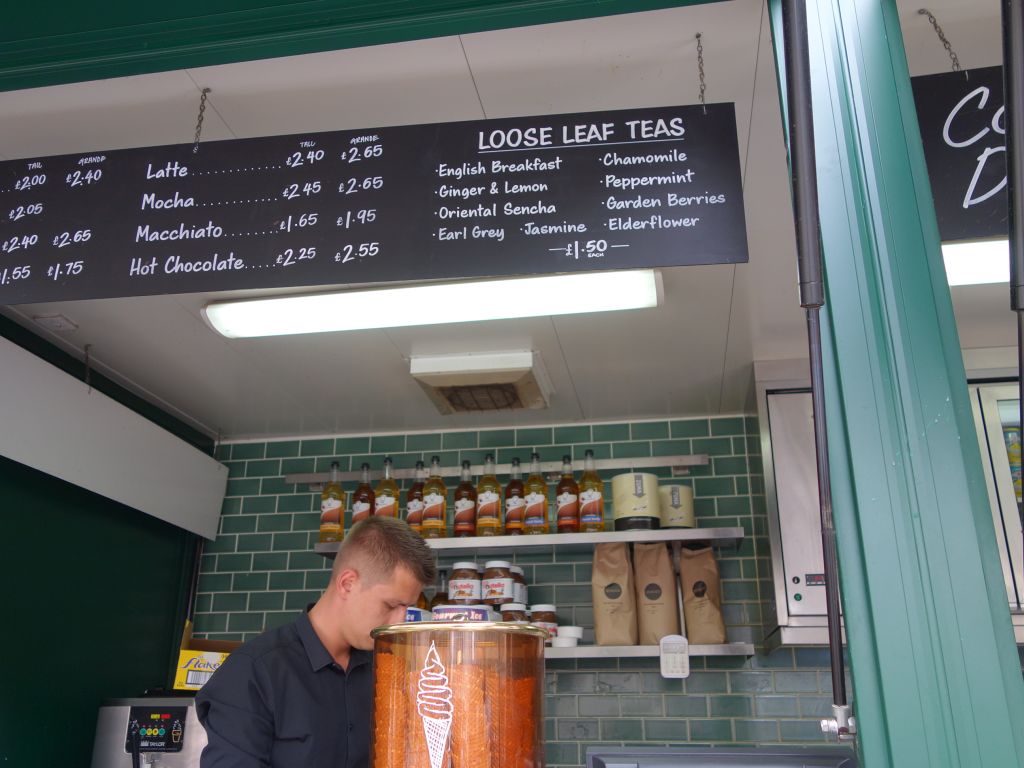 TALL GRANDE
£2.00 £2.40
£2.05
£2.40 £2.65
£1.55 £1.75
TALL GRANDE
Latte £2.40 £2.65
Mocha £2.45 £2.65
Macchiato £1.65 £1.95
Hot Chocolate £2.25 £2.55
LOOSE LEAF TEAS
·English Breakfast ·Chamomile
·Ginger & Lemon ·Peppermint
·Oriental Sencha ·Garden Berries
·Earl Grey ·Jasmine ·Elderflower
—£1.50—
EACH
nutella nutella
Flake
TAYLOR